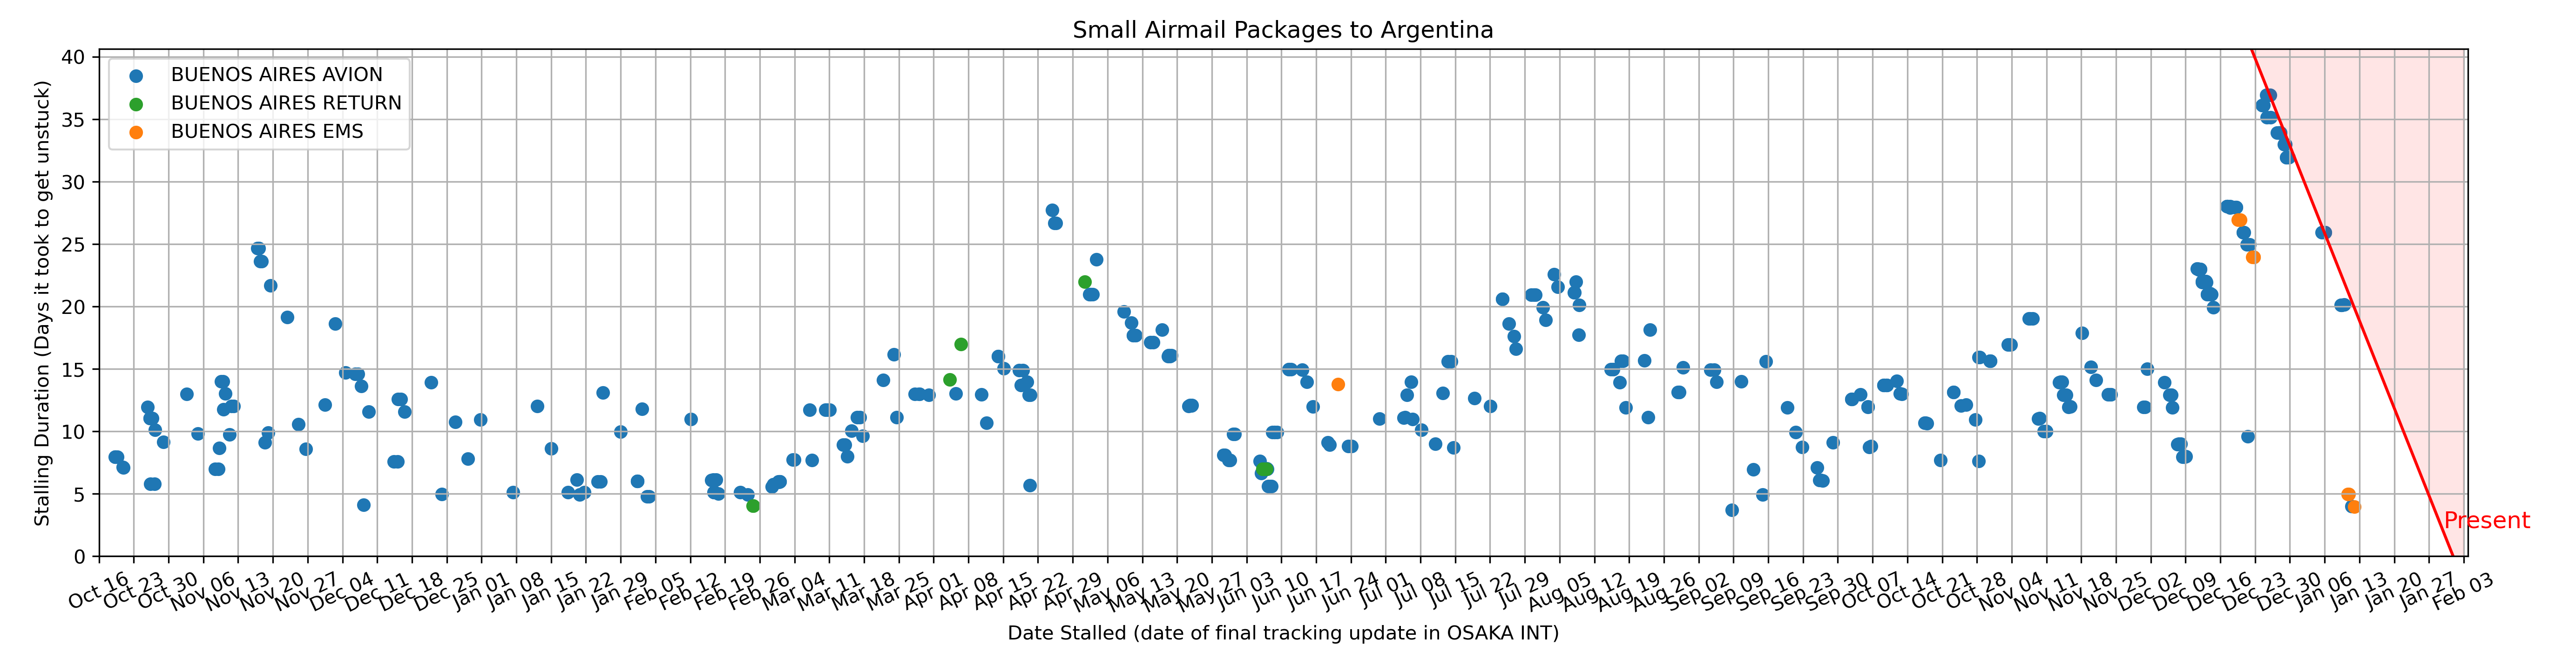 Small Airmail Packages to Argentina
BUENOS AIRES AVION
BUENOS AIRES RETURN
BUENOS AIRES EMS
Stalling Duration (Days it took to get unstuck)
40
35
30
25
20
15
10
5
0
Present
Oct 16
Oct 23
Oct 30
Nov 06
Nov 13
Nov 20
Nov 27
Dec 04
Dec 11
Dec 18
Dec 25
Jan 01
Jan 08
Jan 15
Jan 22
Jan 29
Feb 05
Feb 12
Feb 19
Feb 26
Mar 04
Mar 11
Mar 18
Mar 25
Apr 01
Apr 08
Apr 15
Apr 22
Apr 29
May 06
May 13
May 20
May 27
Jun 03
Jun 10
Jun 17
Jun 24
Jul 01
Jul 08
Jul 15
Jul 22
Jul 29
Aug 05
Aug 12
Aug 19
Aug 26
Sep 02
Sep 09
Sep 16
Sep 23
Sep 30
Oct 07
Oct 14
Oct 21
Oct 28
Nov 04
Nov 11
Nov 18
Nov 25
Dec 02
Dec 09
Dec 16
Dec 23
Dec 30
Jan 06
Jan 13
Jan 20
Jan 27
Feb 03
Date Stalled (date of final tracking update in OSAKA INT)